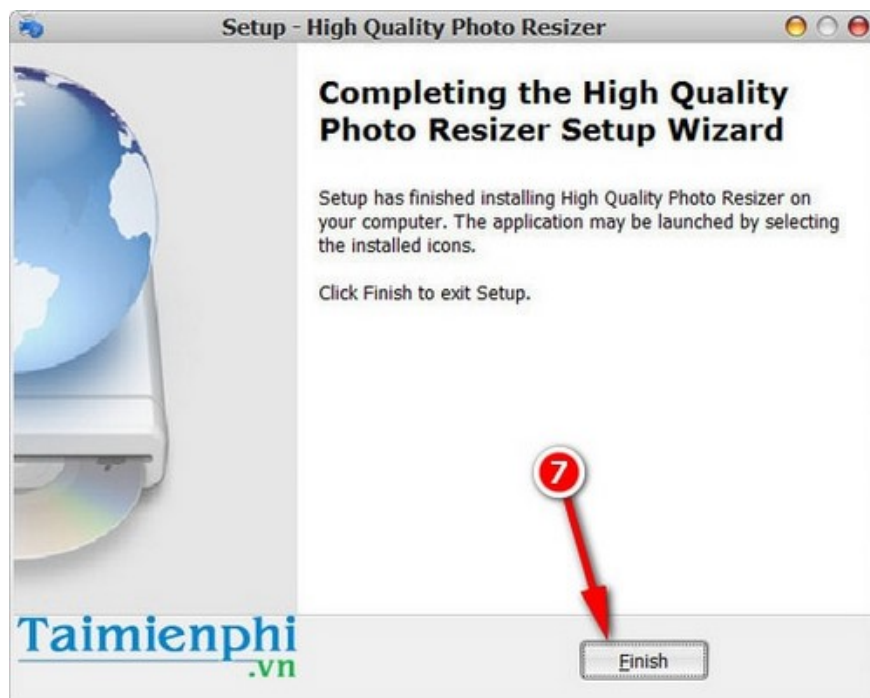 Setup - High Quality Photo Resizer
Completing the High Quality
Photo Resizer Setup Wizard
Setup has finished installing High Quality Photo Resizer on
your computer. The application may be launched by selecting
the installed icons.
Click Finish to exit Setup.
7
Taimienphi
.vn
Finish